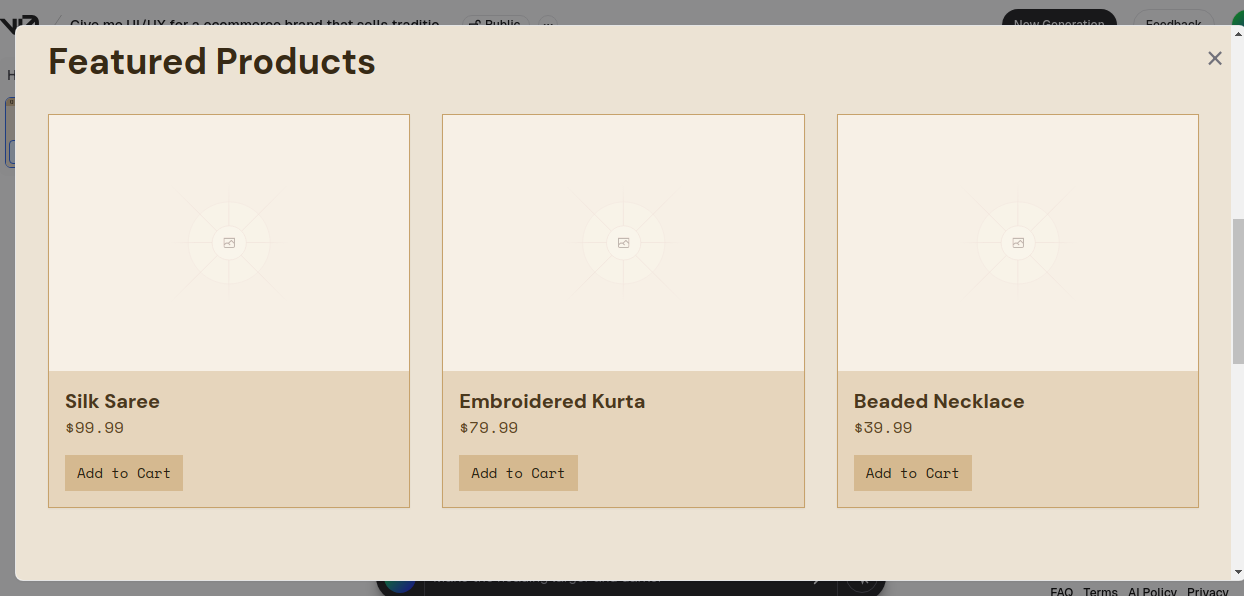 Give me UI/UX for a ecommerce brand that sells traditio
Public
New Generation
Feedback
Featured Products
Silk Saree
Embroidered Kurta
Beaded Necklace
$99.99
$79.99
$39.99
Add to Cart
Add to Cart
Add to Cart
FAQ Terms AI Policy Privacy